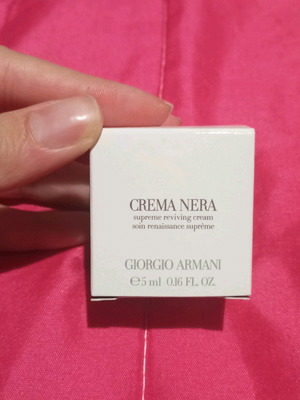 CREMA NERA
supreme reviving cream
soin renaissance suprême
GIORGIO ARMANI
℮5 ml 0.16 FL. OZ.